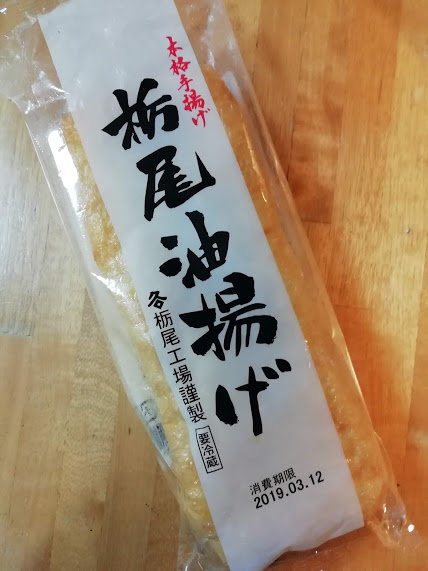 本格手揚げ
栃尾油揚げ
栃尾工場謹製
要冷蔵
消費期限
2019.03.12